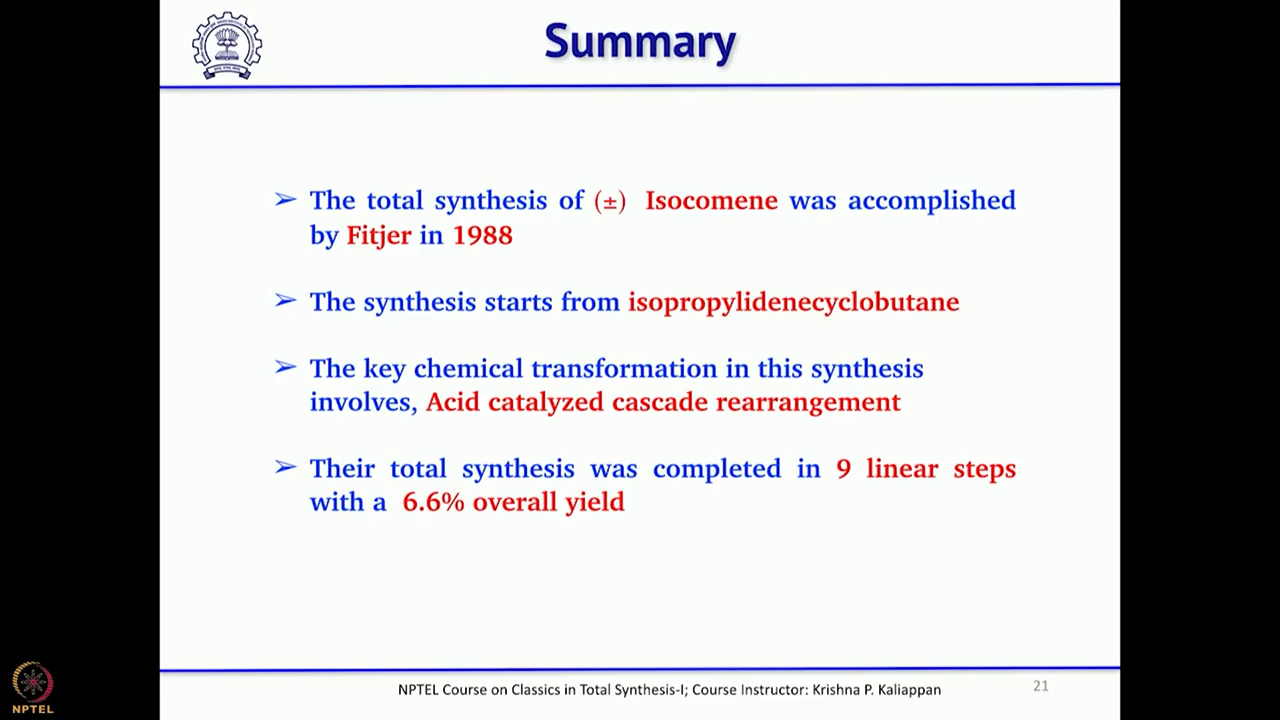 Summary
➢ The total synthesis of (±) Isocomene was accomplished
by Fitjer in 1988
➢ The synthesis starts from isopropylidenecyclobutane
➢ The key chemical transformation in this synthesis
involves, Acid catalyzed cascade rearrangement
➢ Their total synthesis was completed in 9 linear steps
with a 6.6% overall yield
NPTEL
NPTEL Course on Classics in Total Synthesis-I; Course Instructor: Krishna P. Kaliappan
21